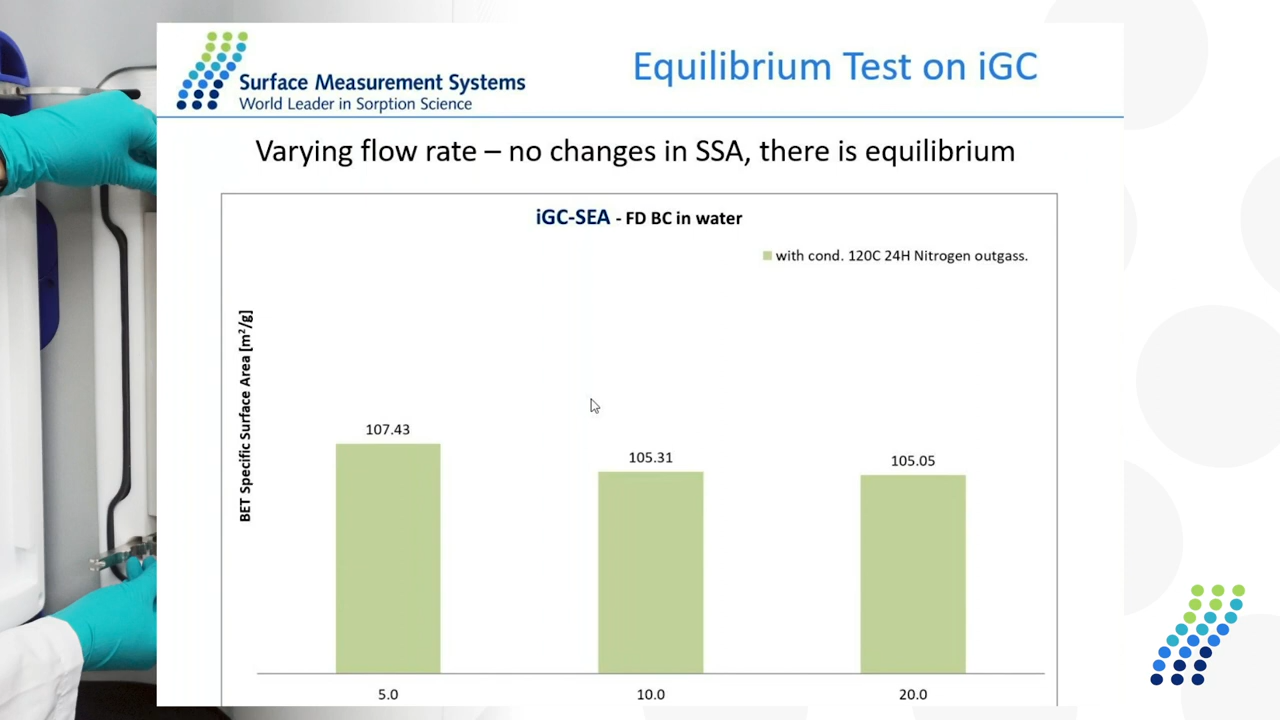 Surface Measurement Systems
World Leader in Sorption Science
Equilibrium Test on iGC
Varying flow rate – no changes in SSA, there is equilibrium
iGC-SEA - FD BC in water
with cond. 120C 24H Nitrogen outgass.
BET Specific Surface Area [m²/g]
107.43
105.31
105.05
5.0
10.0
20.0